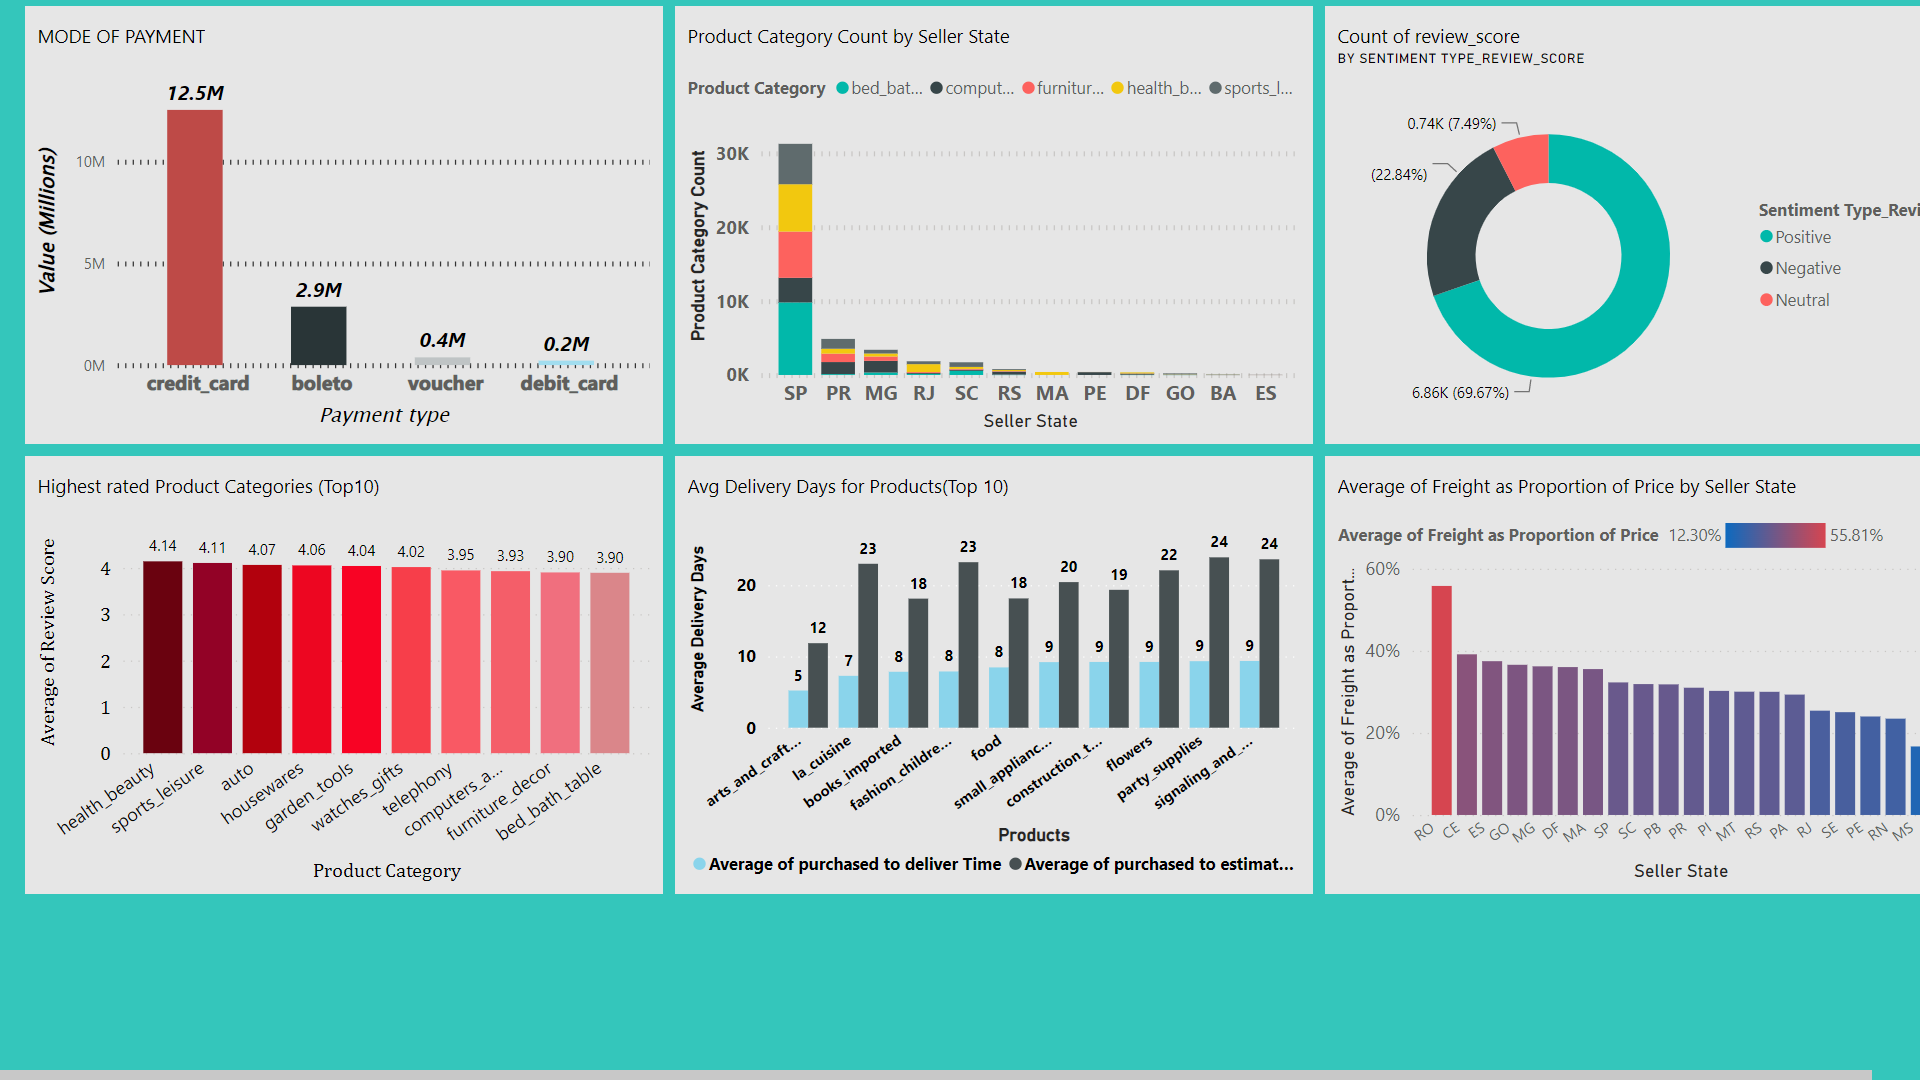 MODE OF PAYMENT
12.5M
10M
5M
2.9M
0.4M
0.2M
0M
Value (Millions)
credit_card boleto voucher debit_card
Payment type
Product Category Count by Seller State
Product Category bed_bat... comput... furnitur... health_b... sports_l...
Product Category Count
30K
20K
10K
0K
SP PR MG RJ SC RS MA PE DF GO BA ES
Seller State
Count of review_score
BY SENTIMENT TYPE_REVIEW_SCORE
0.74K (7.49%)
(22.84%)
6.86K (69.67%)
Sentiment Type_Revi
Positive
Negative
Neutral
Highest rated Product Categories (Top10)
Average of Review Score
4.14 4.11 4.07 4.06 4.04 4.02 3.95 3.93 3.90 3.90
4
3
2
1
0
health_beauty sports_leisure auto housewares garden_tools watches_gifts telephony computers_a... furniture_decor bed_bath_table
Product Category
Avg Delivery Days for Products(Top 10)
Average Delivery Days
20
10
0
5 12 7 23 8 18 8 23 8 18 9 20 9 19 9 22 9 24 9 24
arts_and_craft... la_cuisine books_imported fashion_childre... food small_applianc... construction_t... flowers party_supplies signaling_and_...
Products
Average of purchased to deliver Time Average of purchased to estimat...
Average of Freight as Proportion of Price by Seller State
Average of Freight as Proportion of Price 12.30% 55.81%
Average of Freight as Proport...
60%
40%
20%
0%
RO CE ES GO MG DF MA SP SC PB PR PI MT RS PA RJ SE PE RN MS
Seller State